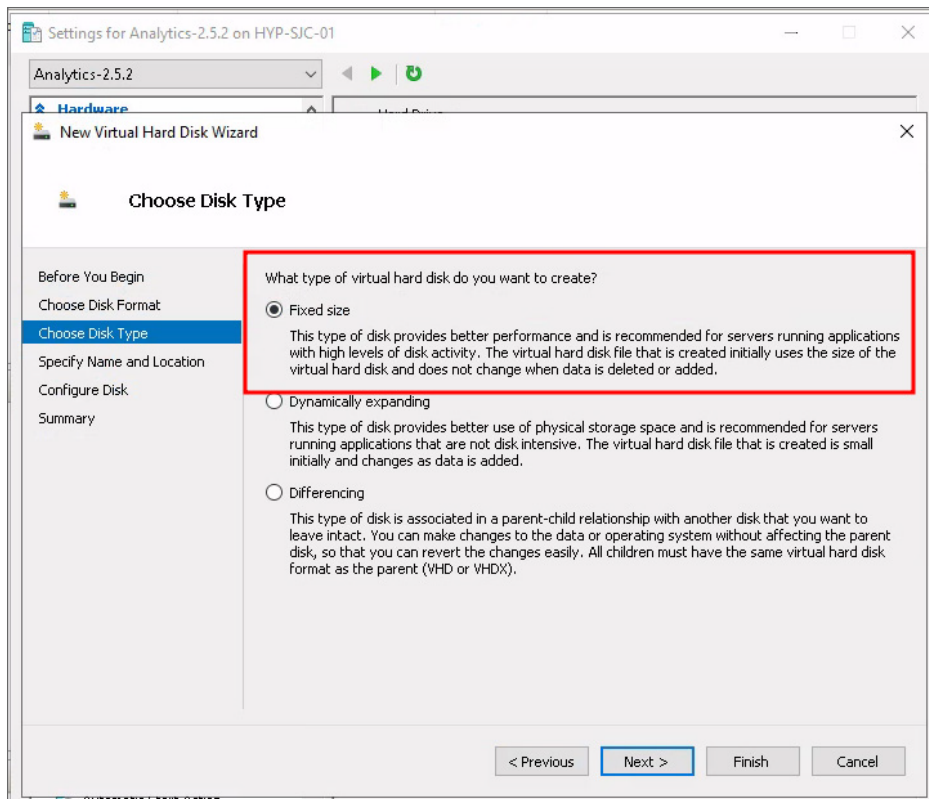 Settings for Analytics-2.5.2 on HYP-SJC-01
Analytics-2.5.2
Hardware
Hard Drive
New Virtual Hard Disk Wizard
Choose Disk Type
Before You Begin
Choose Disk Format
Choose Disk Type
Specify Name and Location
Configure Disk
Summary
What type of virtual hard disk do you want to create?
Fixed size
This type of disk provides better performance and is recommended for servers running applications
with high levels of disk activity. The virtual hard disk file that is created initially uses the size of the
virtual hard disk and does not change when data is deleted or added.
Dynamically expanding
This type of disk provides better use of physical storage space and is recommended for servers
running applications that are not disk intensive. The virtual hard disk file that is created is small
initially and changes as data is added.
Differencing
This type of disk is associated in a parent-child relationship with another disk that you want to
leave intact. You can make changes to the data or operating system without affecting the parent
disk, so that you can revert the changes easily. All children must have the same virtual hard disk
format as the parent (VHD or VHDX).
< Previous
Next >
Finish
Cancel